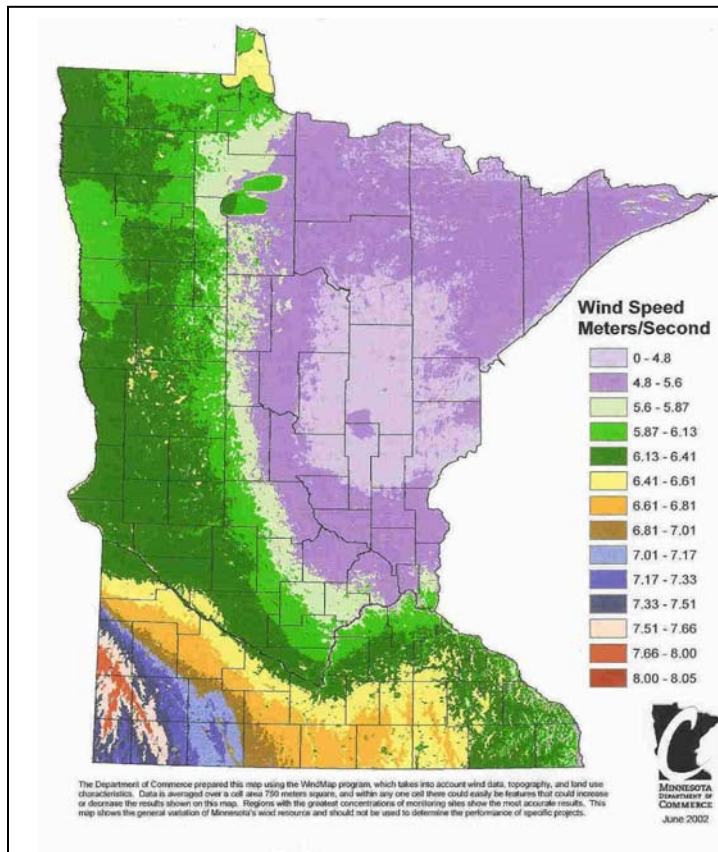 Wind Speed
Meters/Second
0 - 4.8
4.8 - 5.6
5.6 - 5.87
5.87 - 6.13
6.13 - 6.41
6.41 - 6.61
6.61 - 6.81
6.81 - 7.01
7.01 - 7.17
7.17 - 7.33
7.33 - 7.51
7.51 - 7.66
7.66 - 8.00
8.00 - 8.05
The Department of Commerce prepared this map using the WindMap program, which takes into account wind data, topography, and land use
characteristics. Data is averaged over a cell area 750 meters square, and within any one cell there could easily be features that could increase
or decrease the results shown on this map. Regions with the greatest concentrations of monitoring sites show the most accurate results. This
map shows the general variation of Minnesota's wind resource and should not be used to determine the performance of specific projects.
MINNESOTA
DEPARTMENT OF
COMMERCE
June 2002